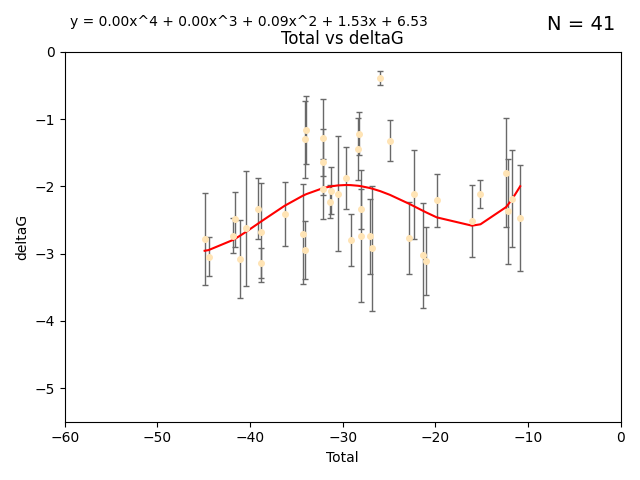 y = 0.00x^4 + 0.00x^3 + 0.09x^2 + 1.53x + 6.53
N = 41
Total vs deltaG
0
−1
−2
−3
−4
−5
deltaG
−60
−50
−40
−30
−20
−10
0
Total